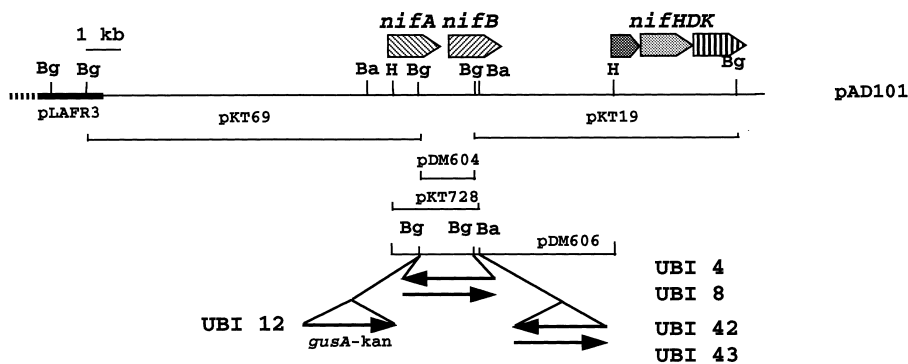 nifA nifB nifHDK
1 kb
Bg Bg Ba H Bg Bg Ba H Bg
pLAFR3 pAD101
pKT69 pKT19
pDM604
pKT728
Bg Bg Ba pDM606
UBI 4
UBI 8
UBI 12 UBI 42
gusA-kan
UBI 43